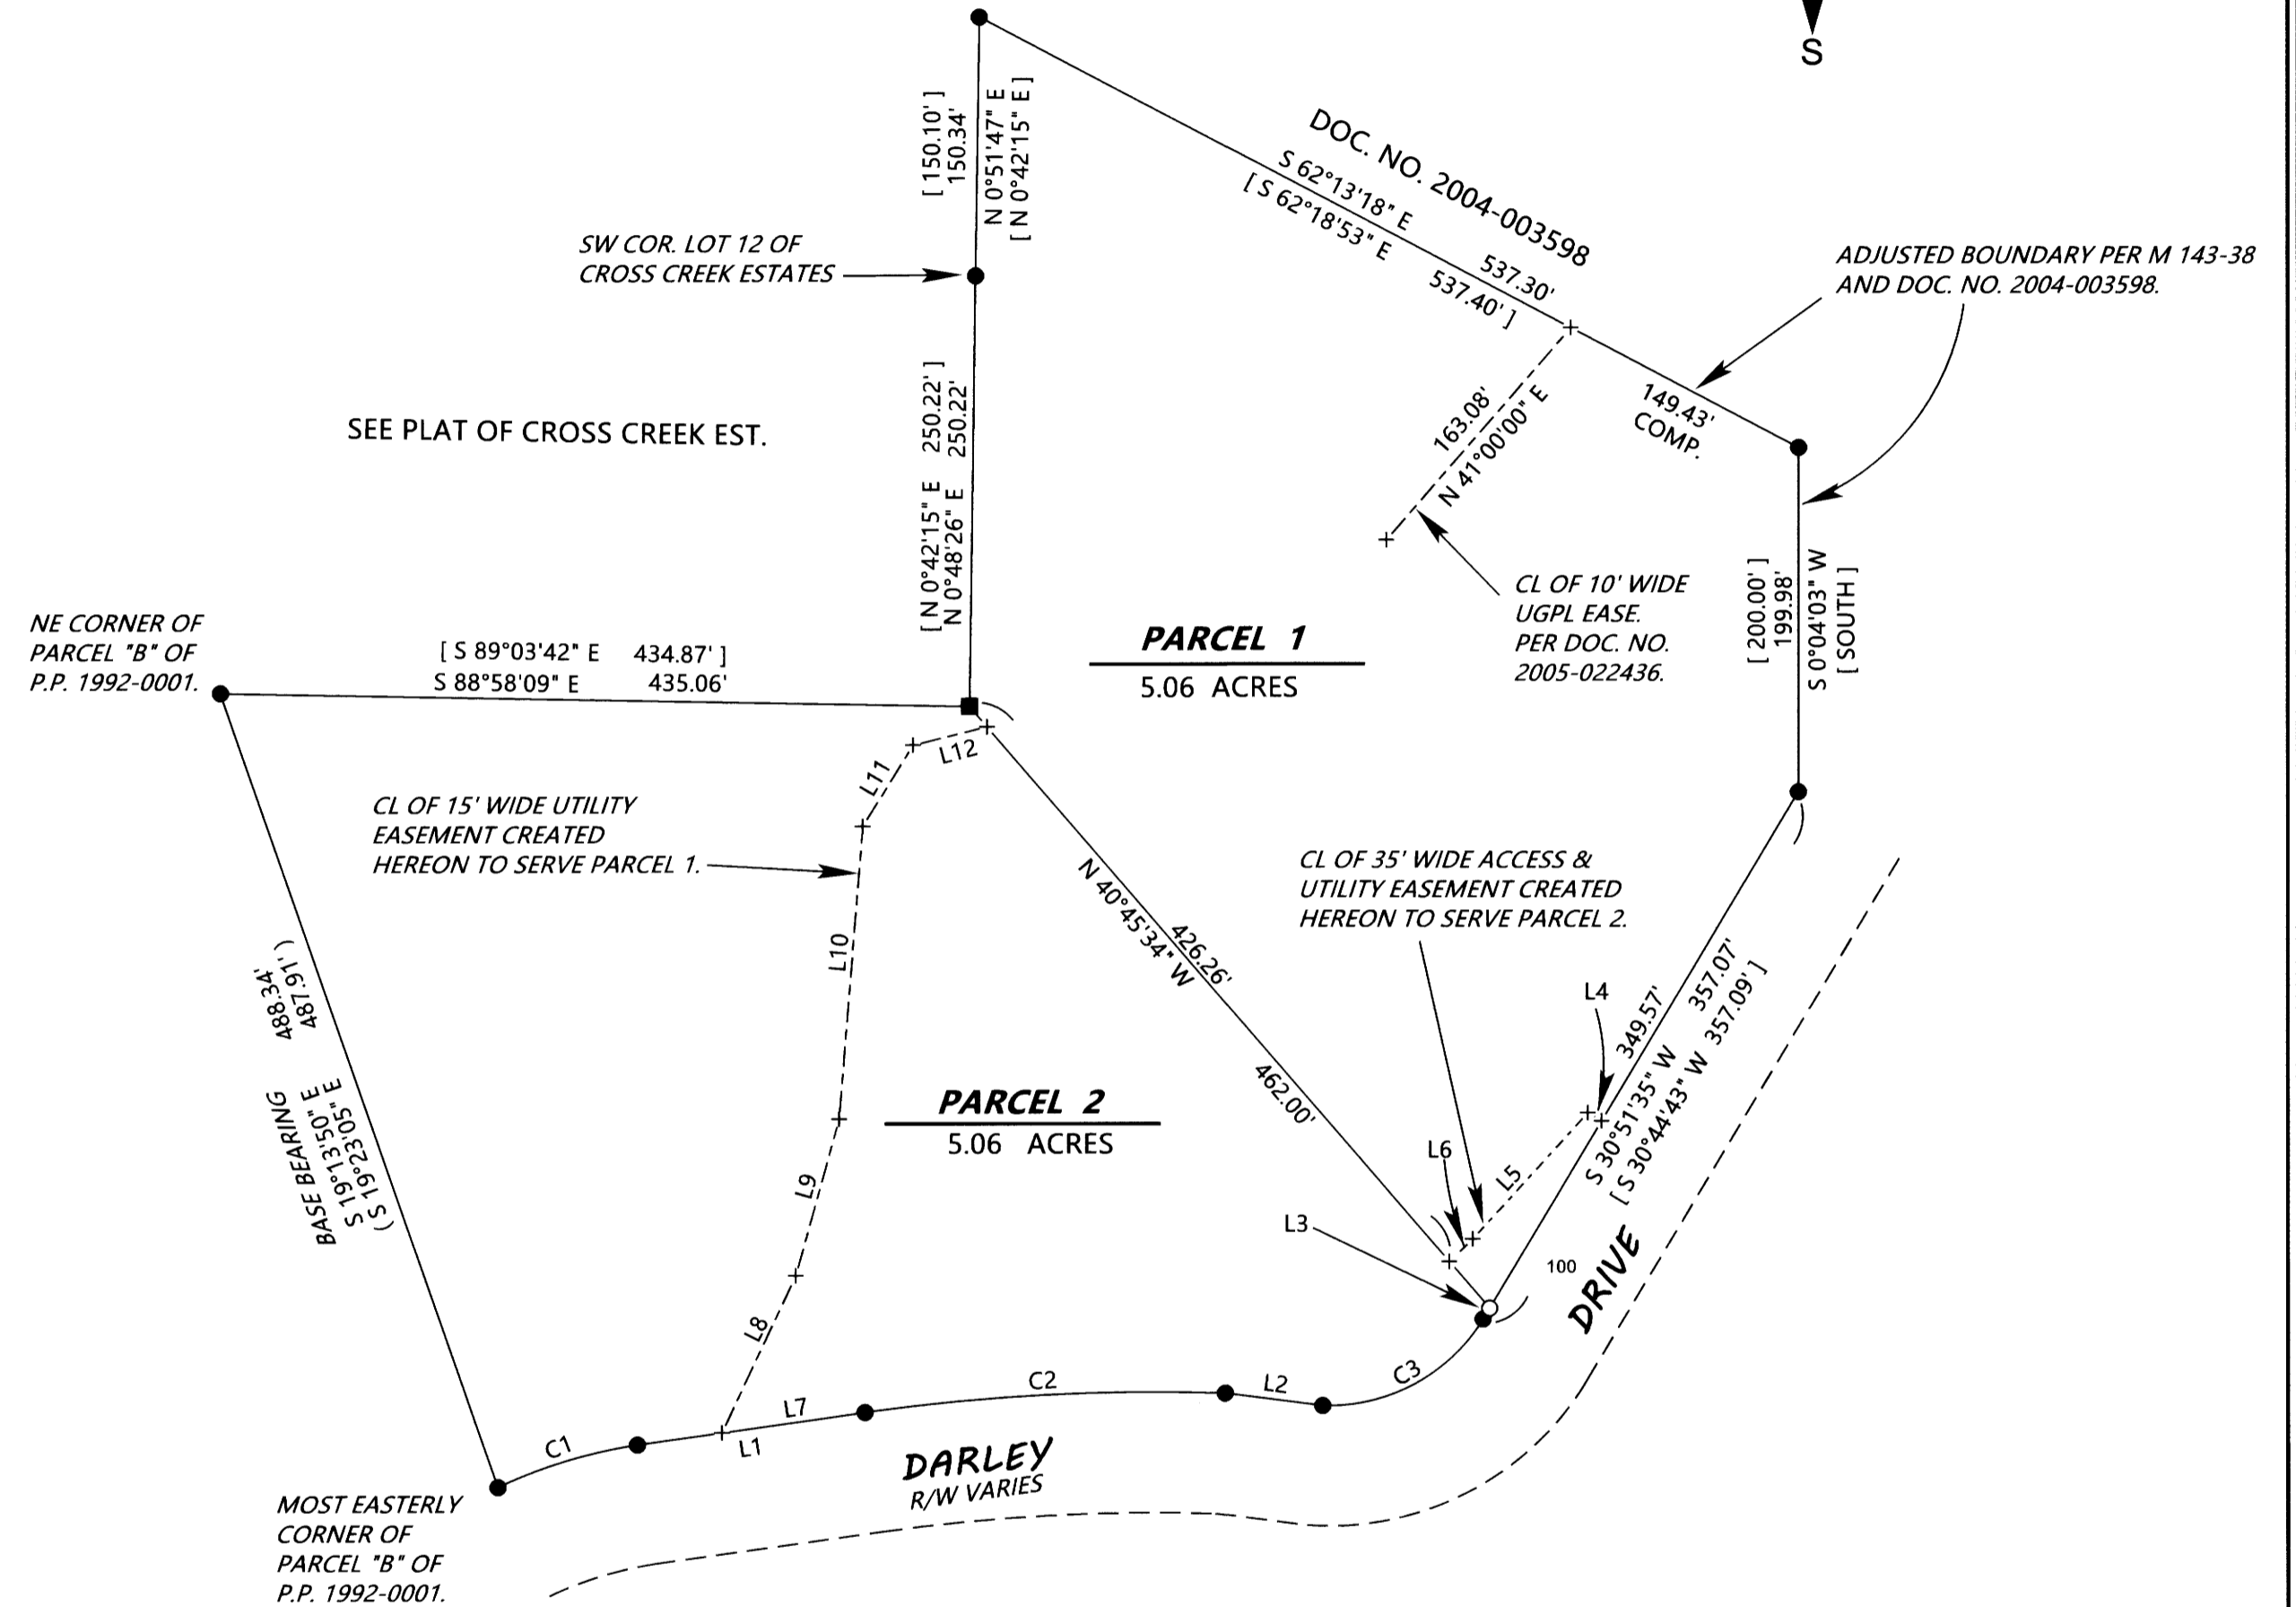 S
[ 150.10' ]
150.34'
N 0°51'47" E
[ N 0°42'15" E ]
DOC. NO. 2004-003598
S 62°13'18" E 537.30'
[ S 62°18'53" E 537.40' ]
SW COR. LOT 12 OF
CROSS CREEK ESTATES
ADJUSTED BOUNDARY PER M 143-38
AND DOC. NO. 2004-003598.
149.43'
COMP.
163.08'
N 41°00'00" E
SEE PLAT OF CROSS CREEK EST.
[ N 0°42'15" E 250.22' ]
N 0°48'26" E 250.22'
CL OF 10' WIDE
UGPL EASE.
PER DOC. NO.
2005-022436.
[ 200.00' ]
199.98'
S 0°04'03" W
[ SOUTH ]
NE CORNER OF
PARCEL "B" OF
P.P. 1992-0001.
[ S 89°03'42" E 434.87' ]
S 88°58'09" E 435.06'
PARCEL 1
5.06 ACRES
L12
L11
CL OF 15' WIDE UTILITY
EASEMENT CREATED
HEREON TO SERVE PARCEL 1.
CL OF 35' WIDE ACCESS &
UTILITY EASEMENT CREATED
HEREON TO SERVE PARCEL 2.
426.26'
N 40°45'34" W
462.00'
L10
488.34'
487.91' )
BASE BEARING
S 19°13'50" E
( S 19°23'05" E
L4
349.57'
S 30°51'35" W 357.07'
[ S 30°44'43" W 357.09' ]
PARCEL 2
5.06 ACRES
L6
L5
L9
L3
100
DRIVE
L8
C3
C2
L2
L7
L1
C1
DARLEY
R/W VARIES
MOST EASTERLY
CORNER OF
PARCEL "B" OF
P.P. 1992-0001.